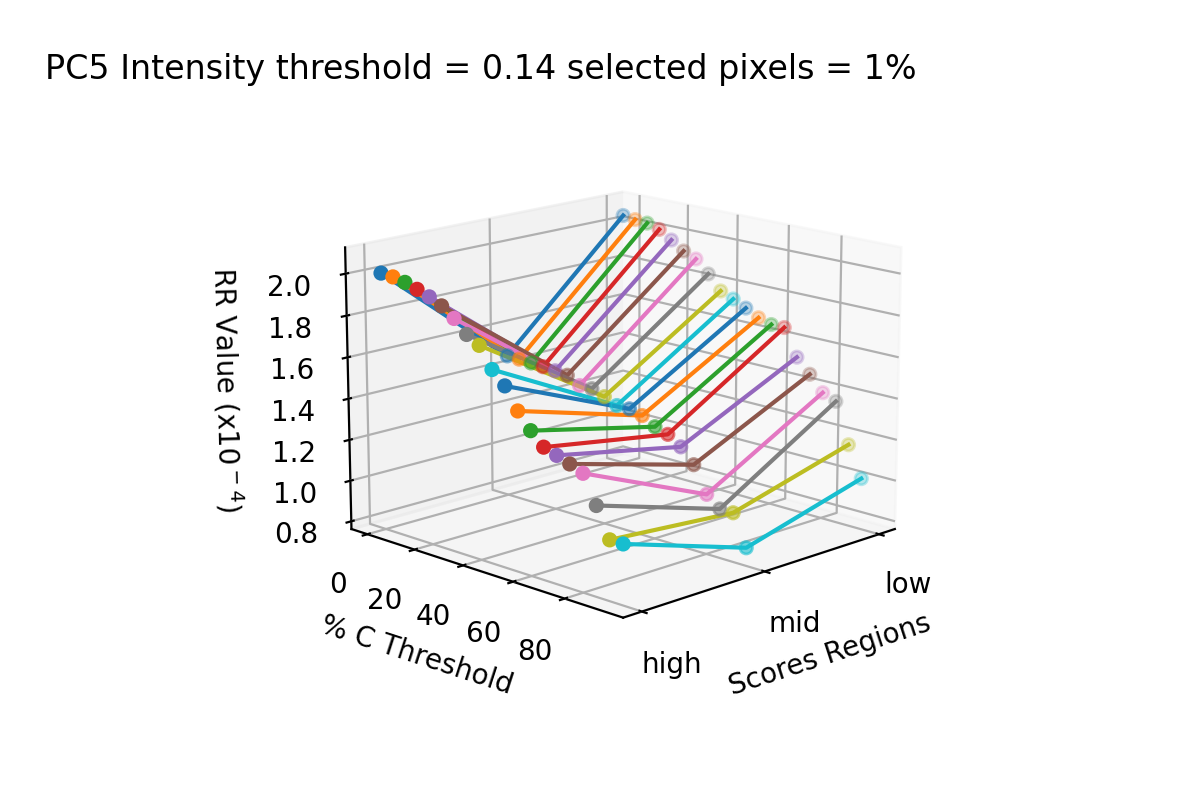 PC5 Intensity threshold = 0.14 selected pixels = 1%
RR Value (x10⁻⁴)
2.0
1.8
1.6
1.4
1.2
1.0
0.8
0
20
40
60
80
% C Threshold
high
mid
low
Scores Regions